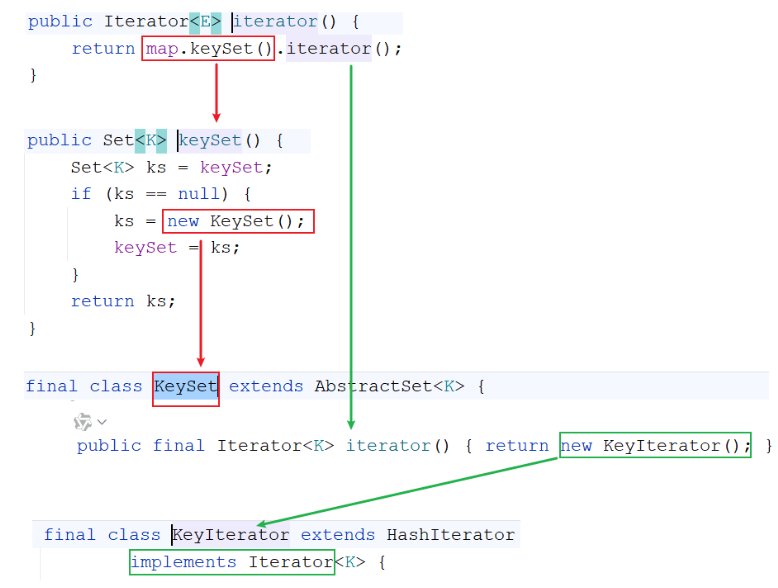 public Iterator<E> iterator() {
    return map.keySet().iterator();
}
public Set<K> keySet() {
    Set<K> ks = keySet;
    if (ks == null) {
        ks = new KeySet();
        keySet = ks;
    }
    return ks;
}
final class KeySet extends AbstractSet<K> {
    public final Iterator<K> iterator() { return new KeyIterator(); }
final class KeyIterator extends HashIterator
        implements Iterator<K> {